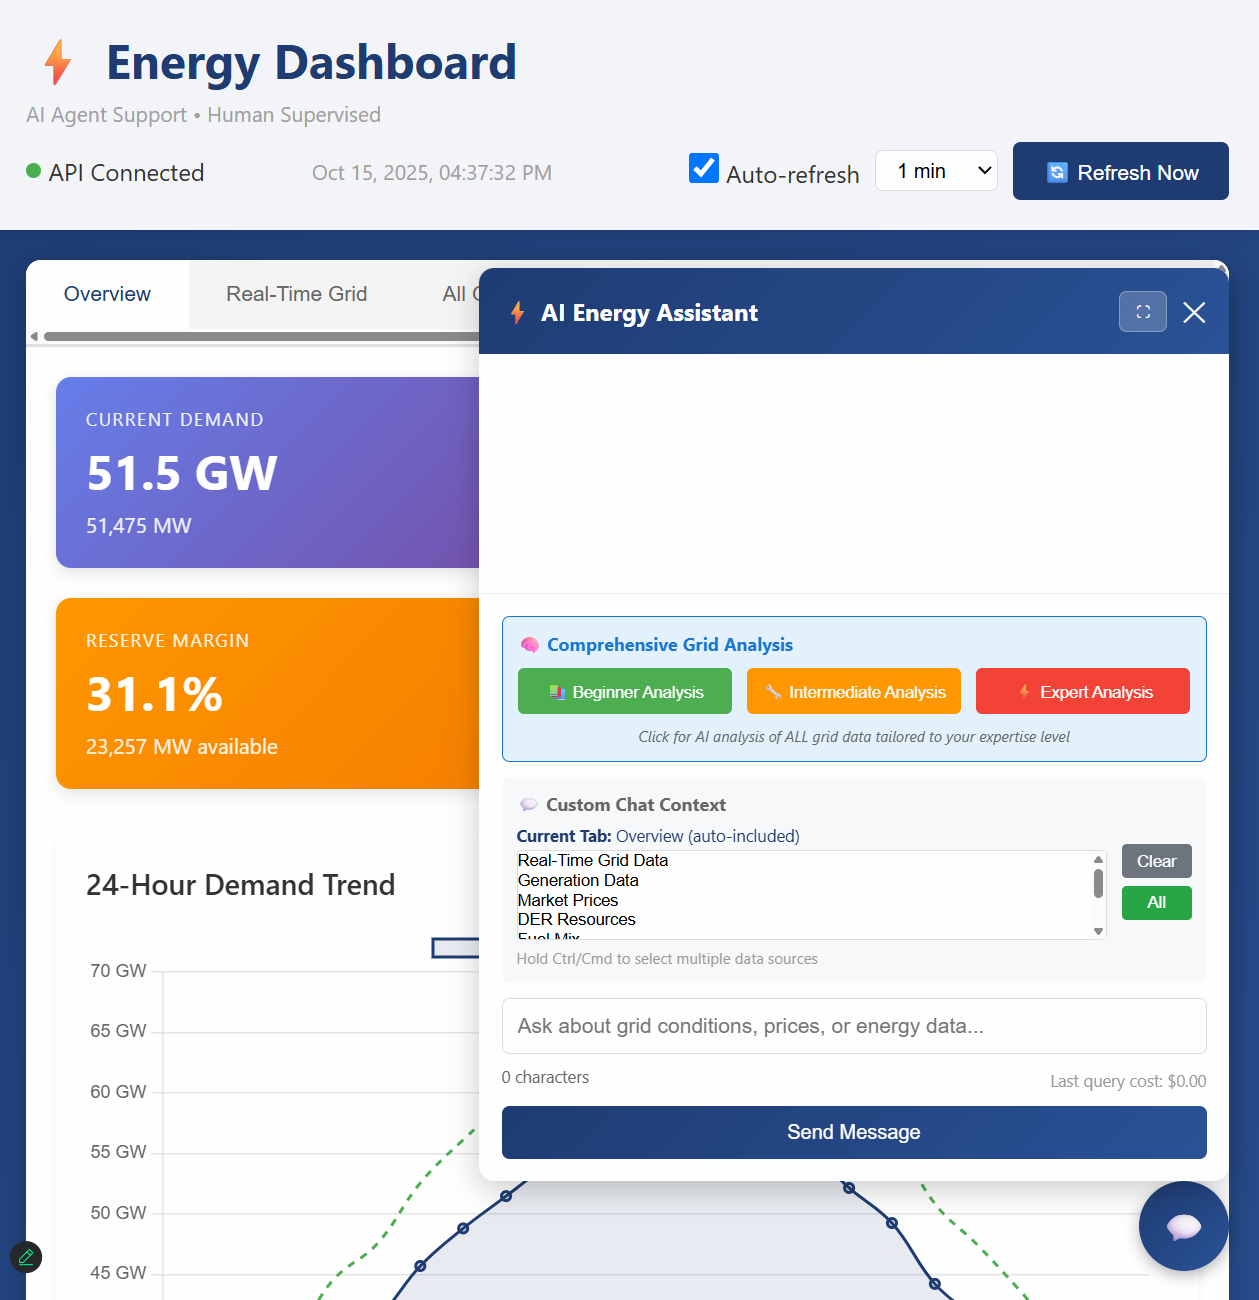 Energy Dashboard
AI Agent Support • Human Supervised
API Connected
Oct 15, 2025, 04:37:32 PM
Auto-refresh
1 min
Refresh Now
Overview
Real-Time Grid
All
AI Energy Assistant
CURRENT DEMAND
51.5 GW
51,475 MW
RESERVE MARGIN
31.1%
23,257 MW available
Comprehensive Grid Analysis
Beginner Analysis
Intermediate Analysis
Expert Analysis
Click for AI analysis of ALL grid data tailored to your expertise level
Custom Chat Context
Current Tab: Overview (auto-included)
Real-Time Grid Data
Generation Data
Market Prices
DER Resources
Fuel Mix
Clear
All
Hold Ctrl/Cmd to select multiple data sources
Ask about grid conditions, prices, or energy data...
0 characters
Last query cost: $0.00
Send Message
24-Hour Demand Trend
70 GW
65 GW
60 GW
55 GW
50 GW
45 GW